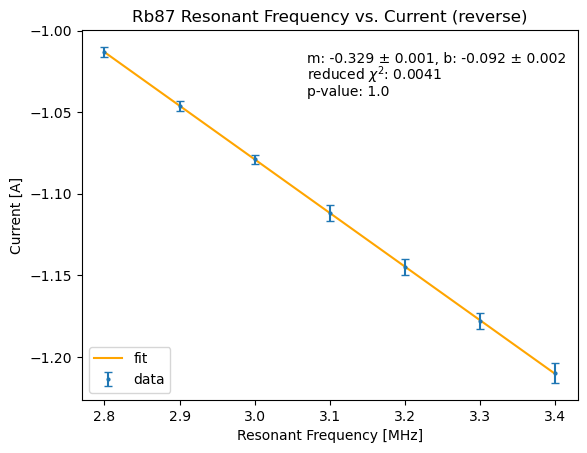 Rb87 Resonant Frequency vs. Current (reverse)
m: -0.329 ± 0.001, b: -0.092 ± 0.002
reduced χ²: 0.0041
p-value: 1.0
Current [A]
−1.00
−1.05
−1.10
−1.15
−1.20
fit
data
2.8 2.9 3.0 3.1 3.2 3.3 3.4
Resonant Frequency [MHz]